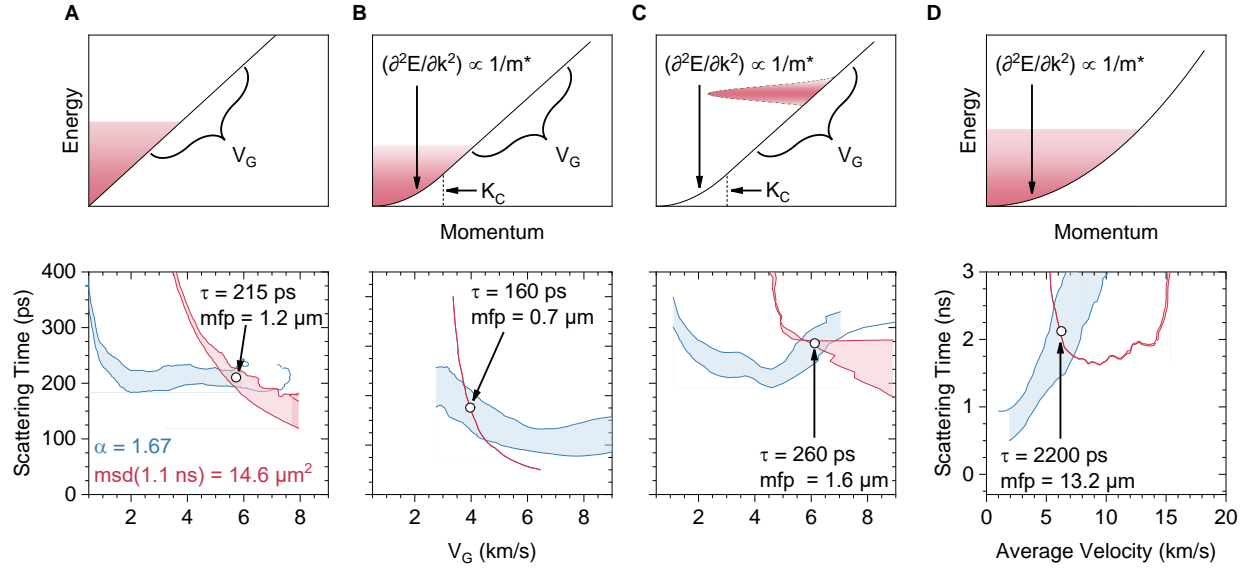 A
B
C
D
Energy
V_G
(∂²E/∂k²) ∝ 1/m*
V_G
K_C
Momentum
(∂²E/∂k²) ∝ 1/m*
V_G
K_C
Energy
(∂²E/∂k²) ∝ 1/m*
Momentum
Scattering Time (ps)
400
300
200
100
0
τ = 215 ps
mfp = 1.2 µm
α = 1.67
msd(1.1 ns) = 14.6 µm²
2 4 6 8
τ = 160 ps
mfp = 0.7 µm
2 4 6 8
V_G (km/s)
τ = 260 ps
mfp = 1.6 µm
2 4 6 8
Scattering Time (ns)
3
2
1
0
τ = 2200 ps
mfp = 13.2 µm
0 5 10 15 20
Average Velocity (km/s)